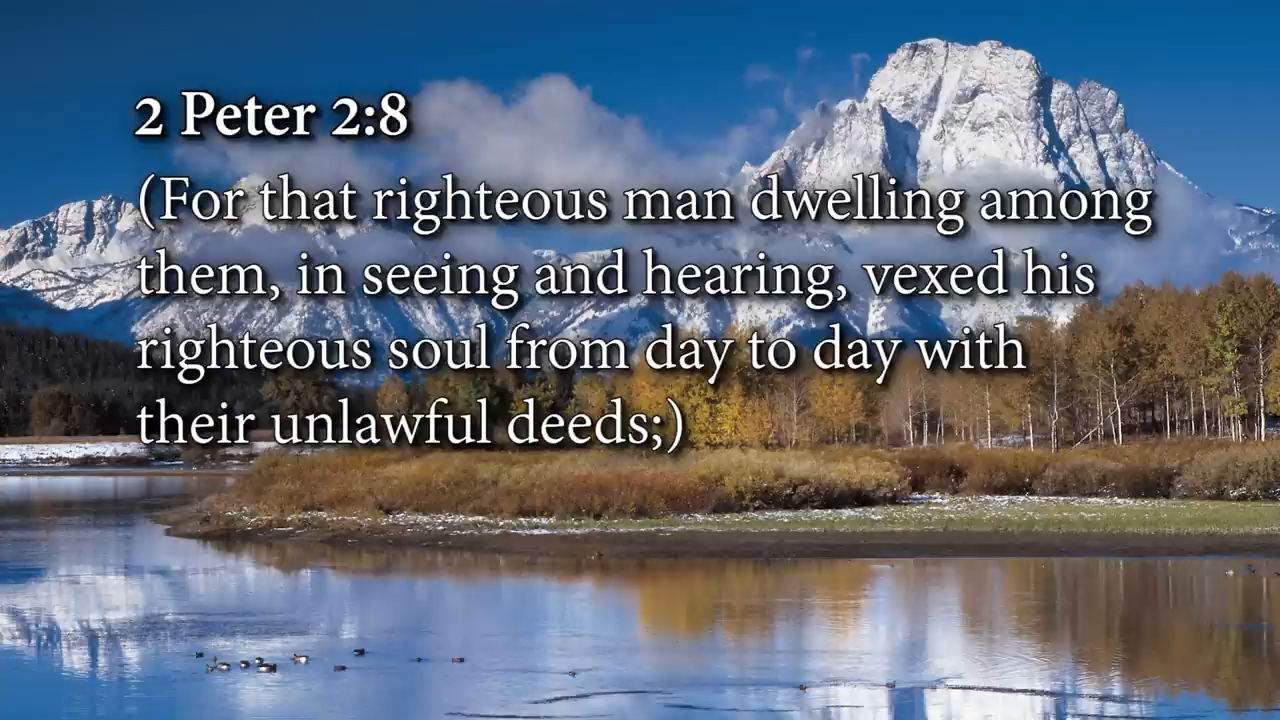 2 Peter 2:8
(For that righteous man dwelling among
them, in seeing and hearing, vexed his
righteous soul from day to day with
their unlawful deeds;)